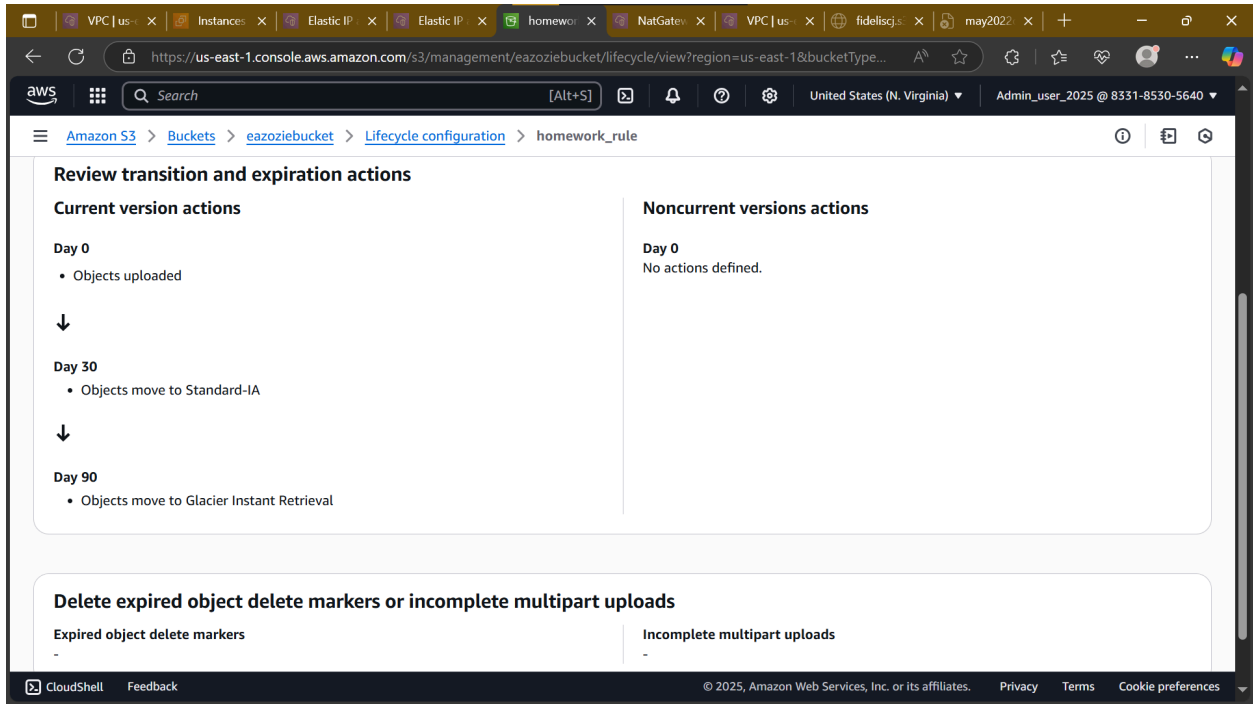 VPC | us-e
Instances
Elastic IP
Elastic IP
homewor
NatGatew
VPC | us-
fideliscj.s
may2022
https://us-east-1.console.aws.amazon.com/s3/management/eazoziebucket/lifecycle/view?region=us-east-1&bucketType...
aws
Search
[Alt+S]
United States (N. Virginia)
Admin_user_2025 @ 8331-8530-5640
Amazon S3 > Buckets > eazoziebucket > Lifecycle configuration > homework_rule
Review transition and expiration actions
Current version actions
Day 0
• Objects uploaded
Day 30
• Objects move to Standard-IA
Day 90
• Objects move to Glacier Instant Retrieval
Noncurrent versions actions
Day 0
No actions defined.
Delete expired object delete markers or incomplete multipart uploads
Expired object delete markers
-
Incomplete multipart uploads
-
CloudShell
Feedback
© 2025, Amazon Web Services, Inc. or its affiliates.
Privacy
Terms
Cookie preferences